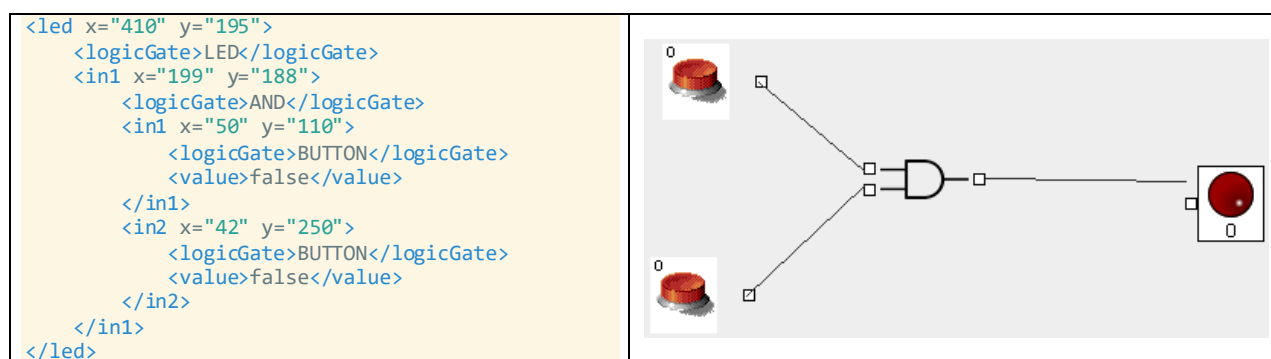 <led x="410" y="195">
    <logicGate>LED</logicGate>
    <in1 x="199" y="188">
        <logicGate>AND</logicGate>
        <in1 x="50" y="110">
            <logicGate>BUTTON</logicGate>
            <value>false</value>
        </in1>
        <in2 x="42" y="250">
            <logicGate>BUTTON</logicGate>
            <value>false</value>
        </in2>
    </in1>
</led>
0
0
0